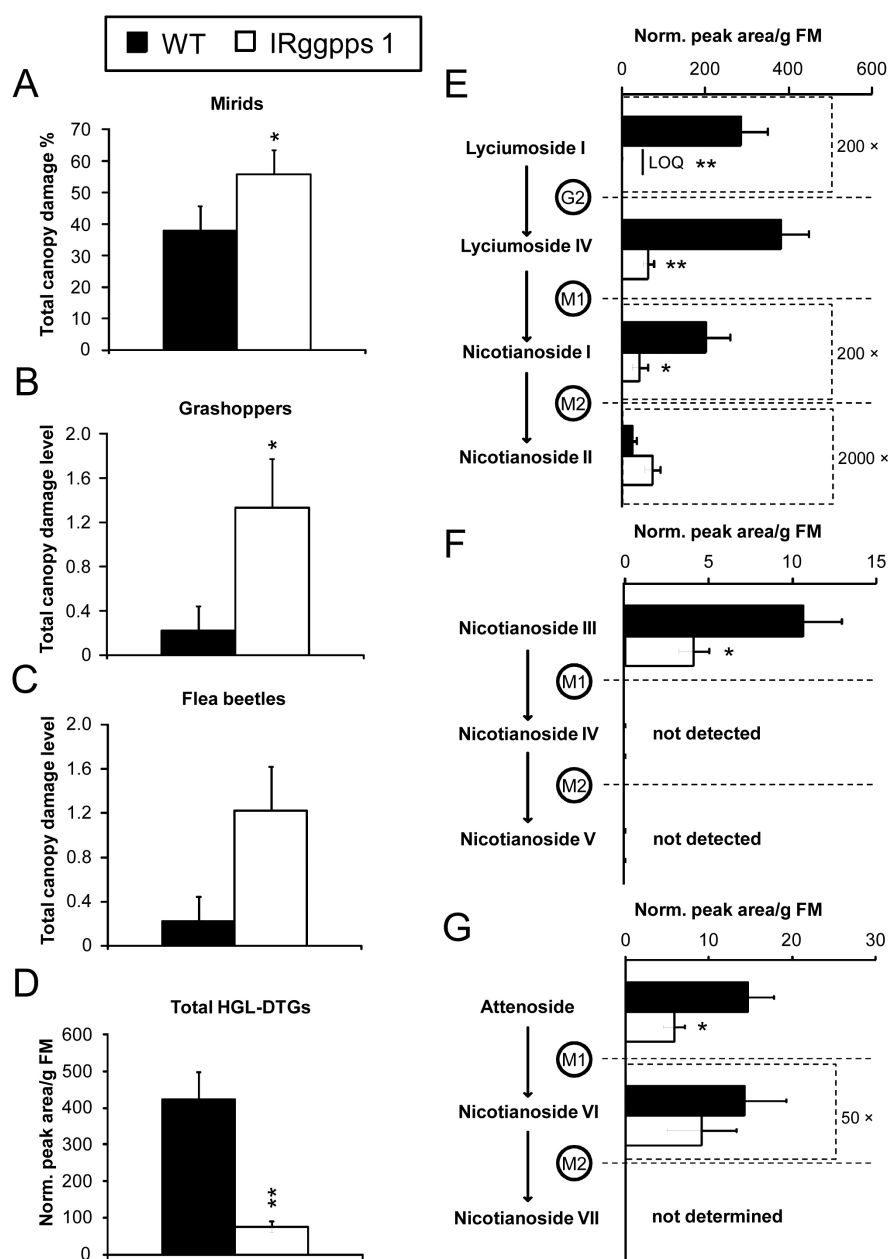 WT IRggpps 1
A
Mirids
Total canopy damage %
70
60
50
40
30
20
10
0
*
B
Grashoppers
Total canopy damage level
2.0
1.6
1.2
0.8
0.4
0
*
C
Flea beetles
Total canopy damage level
2.0
1.6
1.2
0.8
0.4
0
D
Total HGL-DTGs
Norm. peak area/g FM
600
500
400
300
200
100
0
**
E
Norm. peak area/g FM
0 200 400 600
Lyciumoside I
LOQ **
200 ×
G2
Lyciumoside IV
**
M1
Nicotianoside I
*
200 ×
M2
Nicotianoside II
2000 ×
F
Norm. peak area/g FM
0 5 10 15
Nicotianoside III
*
M1
Nicotianoside IV not detected
M2
Nicotianoside V not detected
G
Norm. peak area/g FM
0 10 20 30
Attenoside
*
M1
Nicotianoside VI
50 ×
M2
Nicotianoside VII not determined